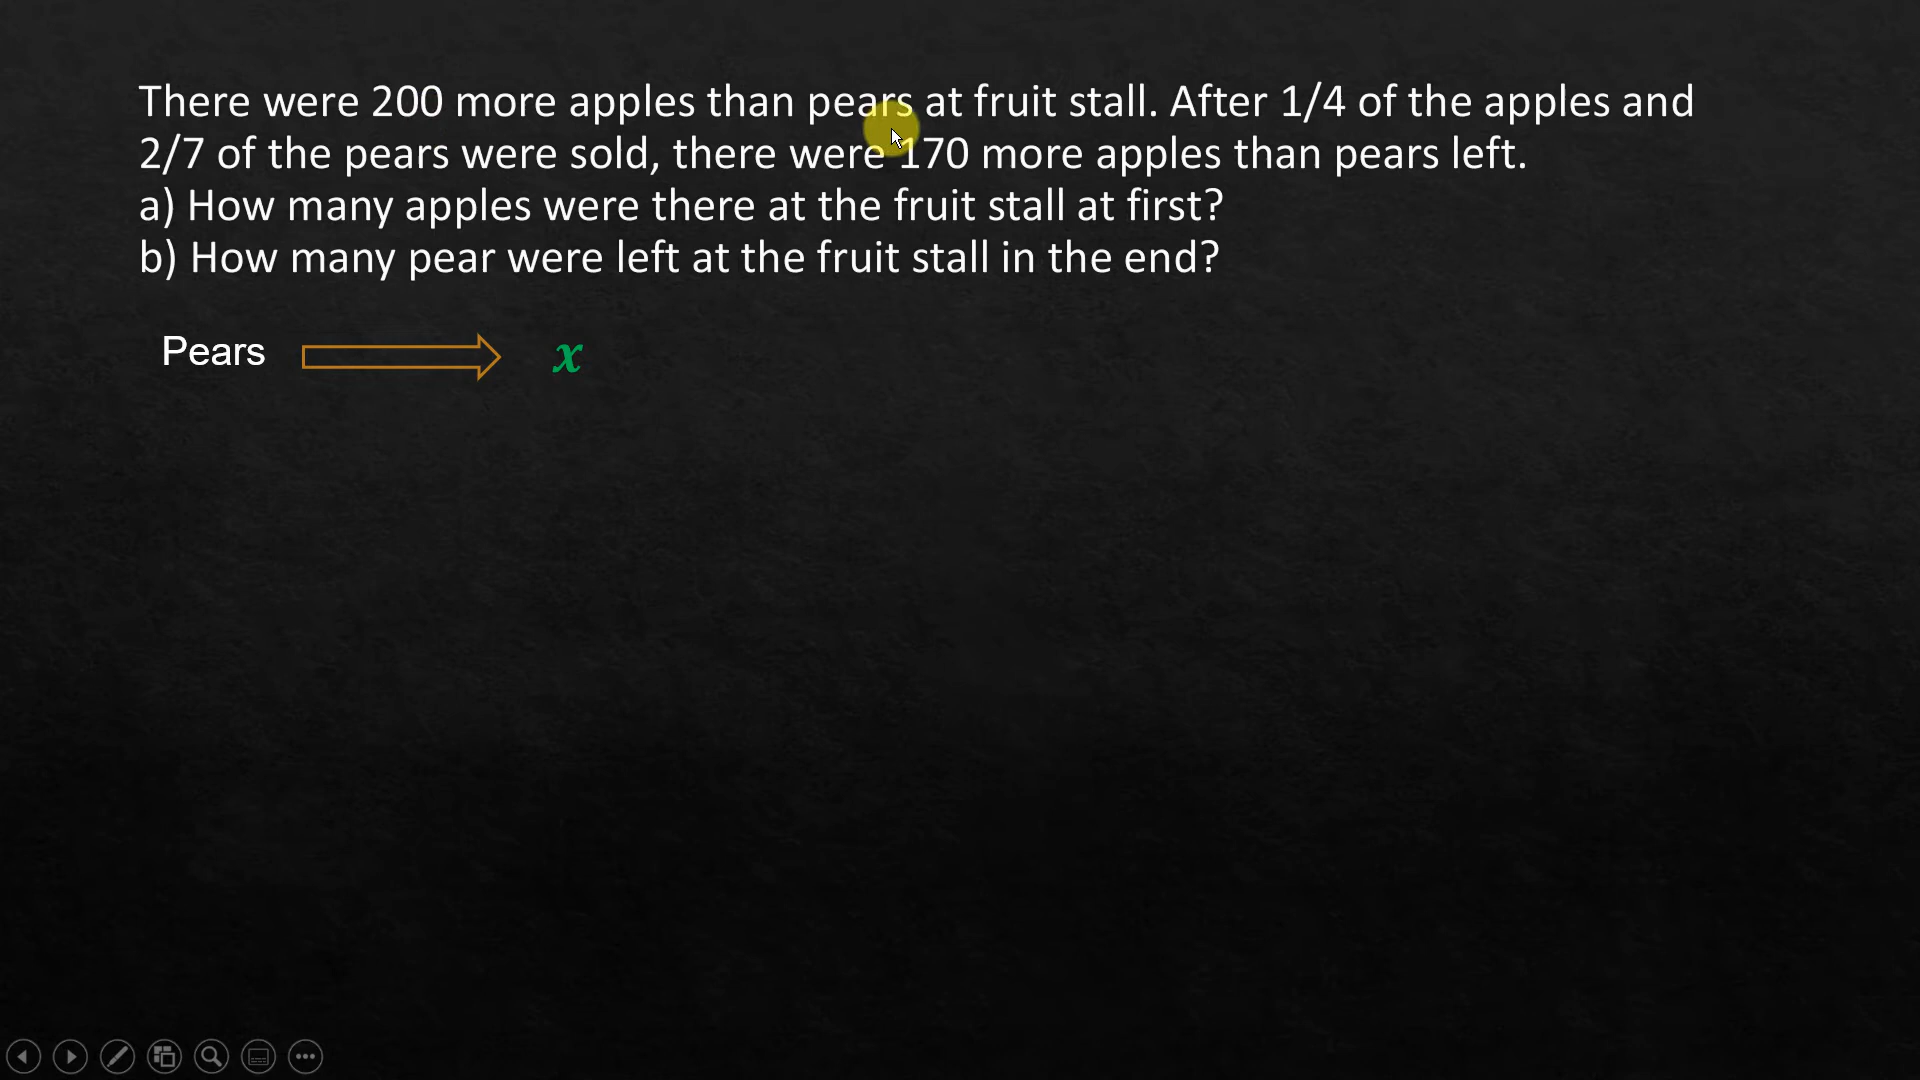 There were 200 more apples than pears at fruit stall. After 1/4 of the apples and
2/7 of the pears were sold, there were 170 more apples than pears left.
a) How many apples were there at the fruit stall at first?
b) How many pear were left at the fruit stall in the end?
Pears x